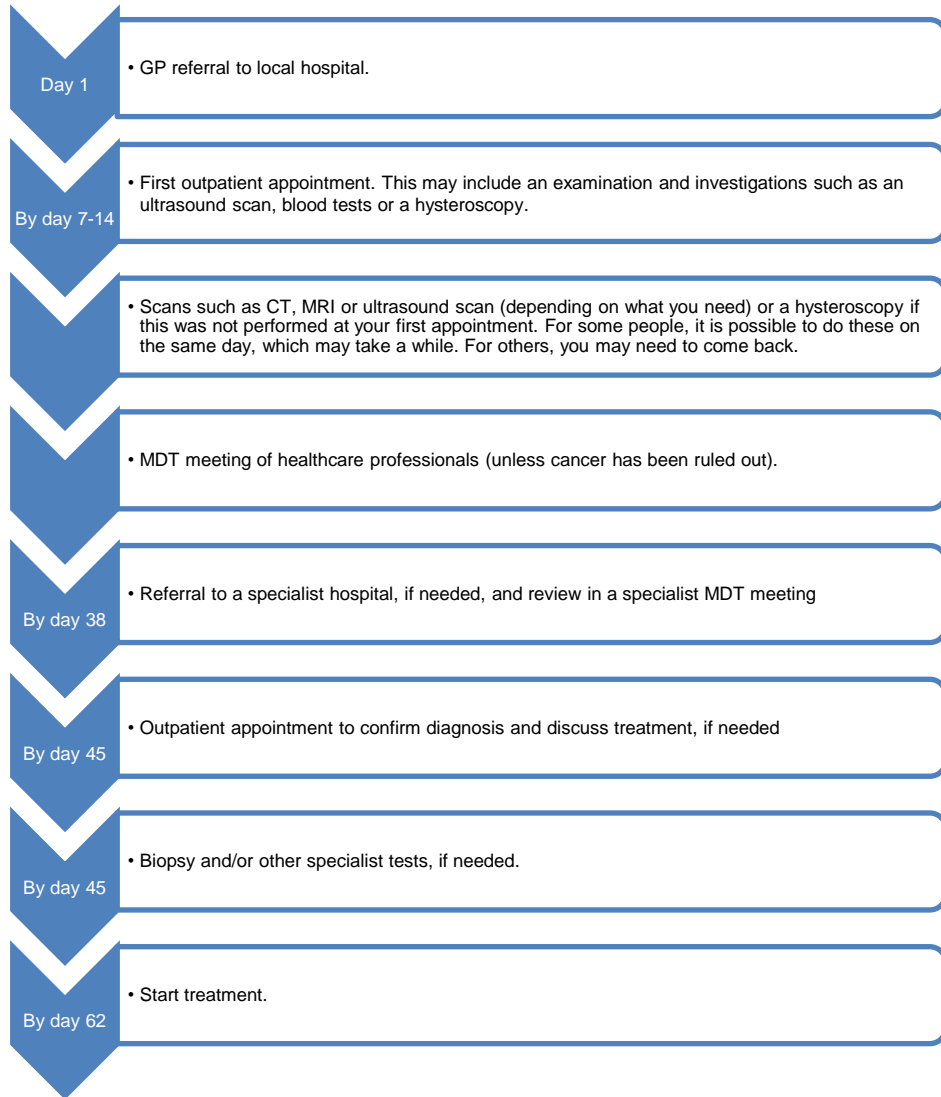 Day 1
• GP referral to local hospital.
By day 7-14
• First outpatient appointment. This may include an examination and investigations such as an
ultrasound scan, blood tests or a hysteroscopy.
• Scans such as CT, MRI or ultrasound scan (depending on what you need) or a hysteroscopy if
this was not performed at your first appointment. For some people, it is possible to do these on
the same day, which may take a while. For others, you may need to come back.
• MDT meeting of healthcare professionals (unless cancer has been ruled out).
By day 38
• Referral to a specialist hospital, if needed, and review in a specialist MDT meeting
By day 45
• Outpatient appointment to confirm diagnosis and discuss treatment, if needed
By day 45
• Biopsy and/or other specialist tests, if needed.
By day 62
• Start treatment.